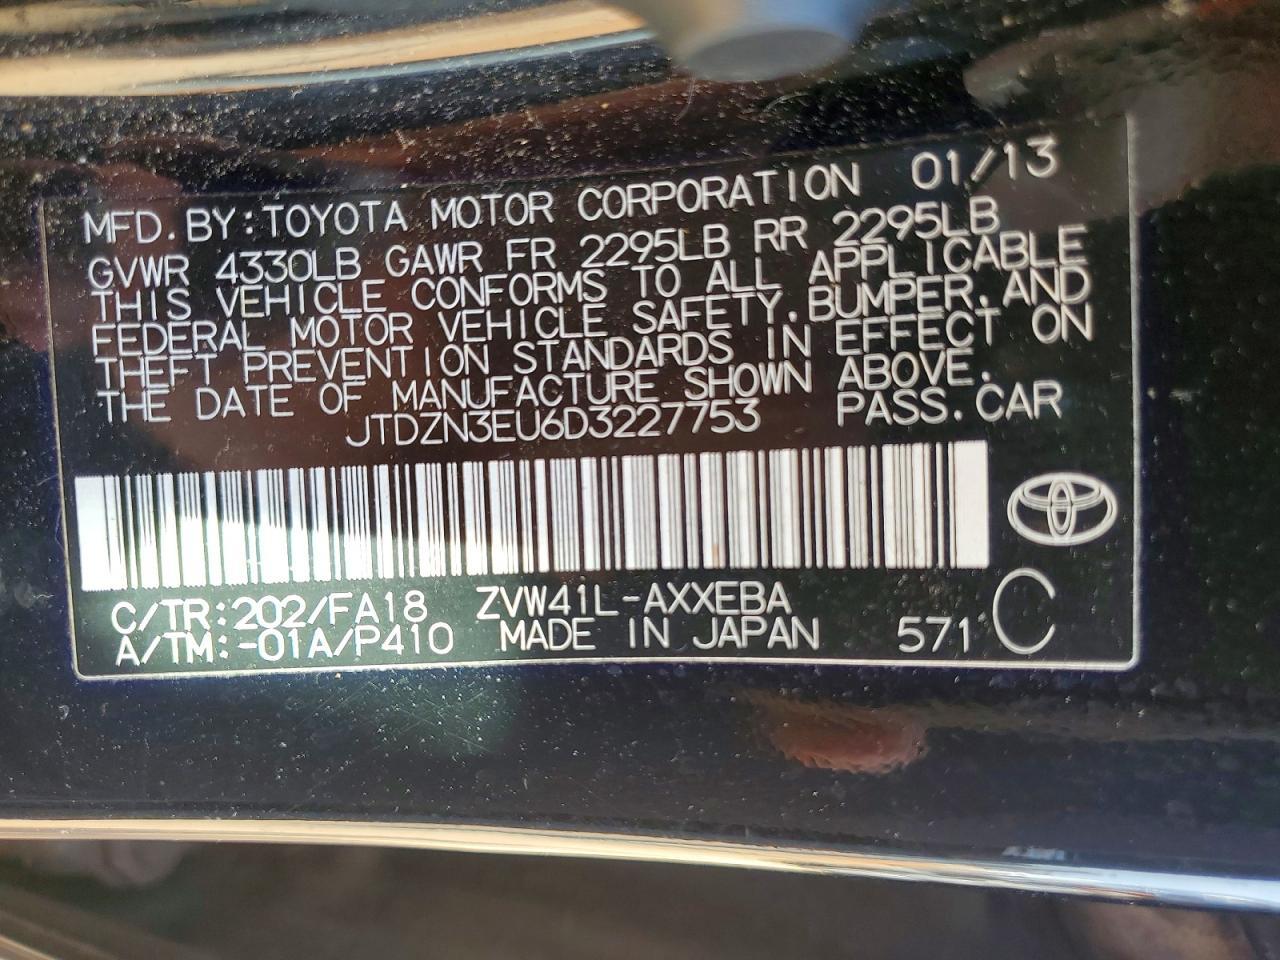 MFD. BY: TOYOTA MOTOR CORPORATION 01/13
GVWR 4330LB GAWR FR 2295LB RR 2295LB
THIS VEHICLE CONFORMS TO ALL APPLICABLE
FEDERAL MOTOR VEHICLE SAFETY, BUMPER, AND
THEFT PREVENTION STANDARDS IN EFFECT ON
THE DATE OF MANUFACTURE SHOWN ABOVE.
JTDZN3EU6D3227753 PASS. CAR
C/TR:202/FA18 ZVW41L-AXXEBA
A/TM:-01A/P410 MADE IN JAPAN 571 C